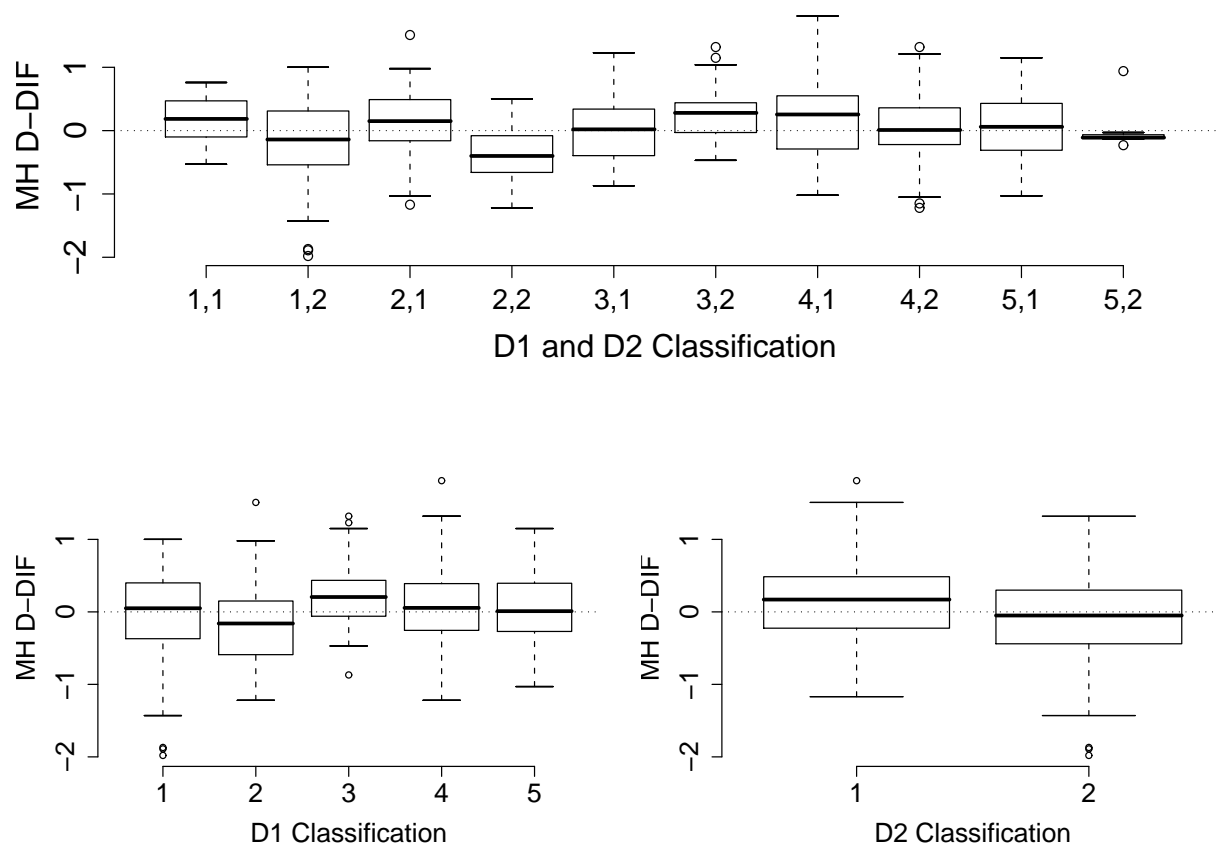 MH D−DIF
1
0
−1
−2
1,1 1,2 2,1 2,2 3,1 3,2 4,1 4,2 5,1 5,2
D1 and D2 Classification
MH D−DIF
1
0
−1
−2
1 2 3 4 5
D1 Classification
MH D−DIF
1
0
−1
−2
1 2
D2 Classification